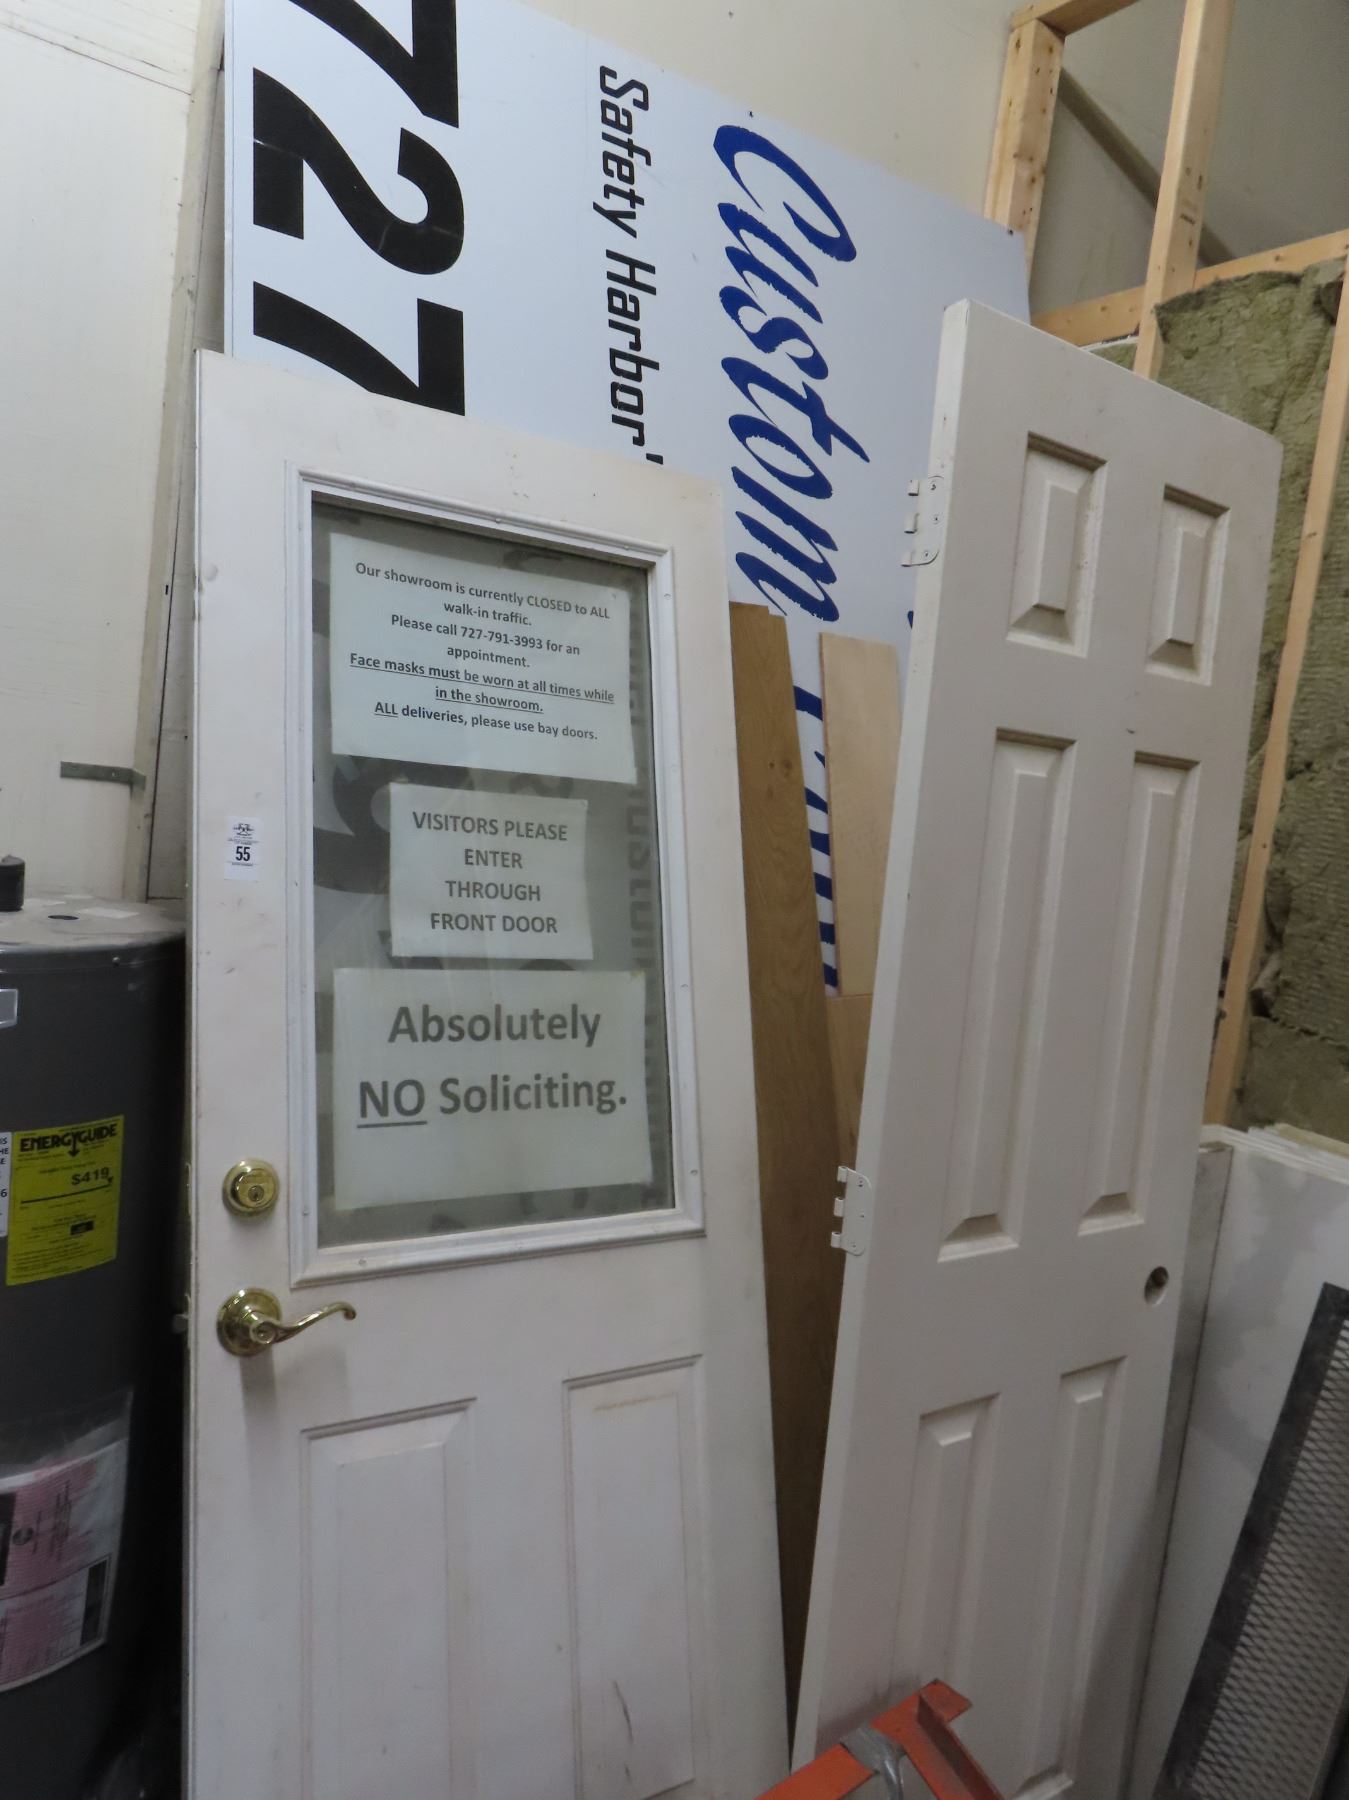 727
Safety Harbor'
Custom
Our showroom is currently CLOSED to ALL
walk-in traffic.
Please call 727-791-3993 for an
appointment.
Face masks must be worn at all times while
in the showroom.
ALL deliveries, please use bay doors.
VISITORS PLEASE
ENTER
THROUGH
FRONT DOOR
Absolutely
NO Soliciting.
55
ENERGYGUIDE
$419